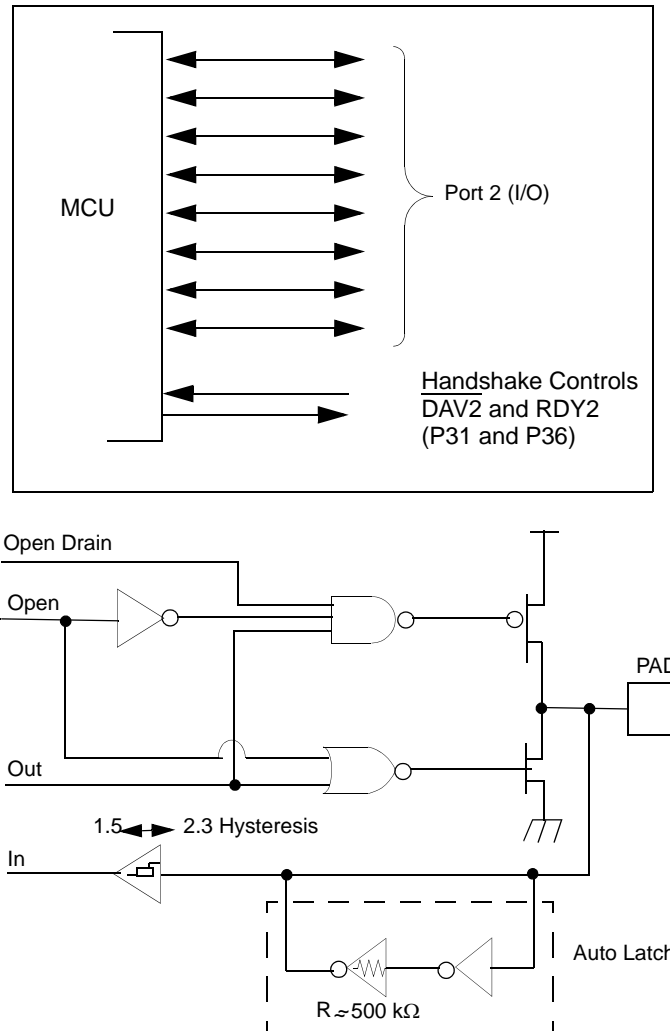 MCU
Port 2 (I/O)
Handshake Controls
DAV2 and RDY2
(P31 and P36)
Open Drain
Open
PAD
Out
1.5 2.3 Hysteresis
In
Auto Latch
R ≈ 500 kΩ